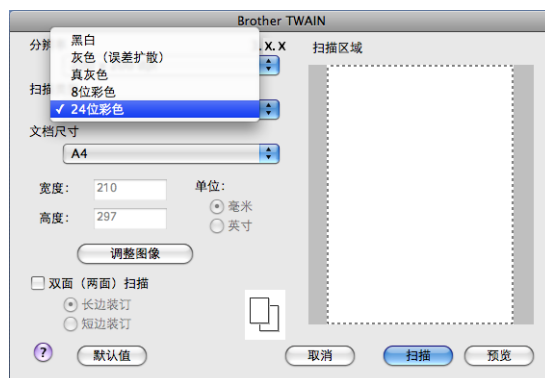 Brother TWAIN
分辨
X. X
扫描区域
黑白
灰色（误差扩散）
真灰色
8位彩色
扫描
✓ 24位彩色
文档尺寸
A4
宽度： 210
单位：
毫米
高度： 297
英寸
调整图像
双面（两面）扫描
长边装订
短边装订
? 默认值 取消 扫描 预览